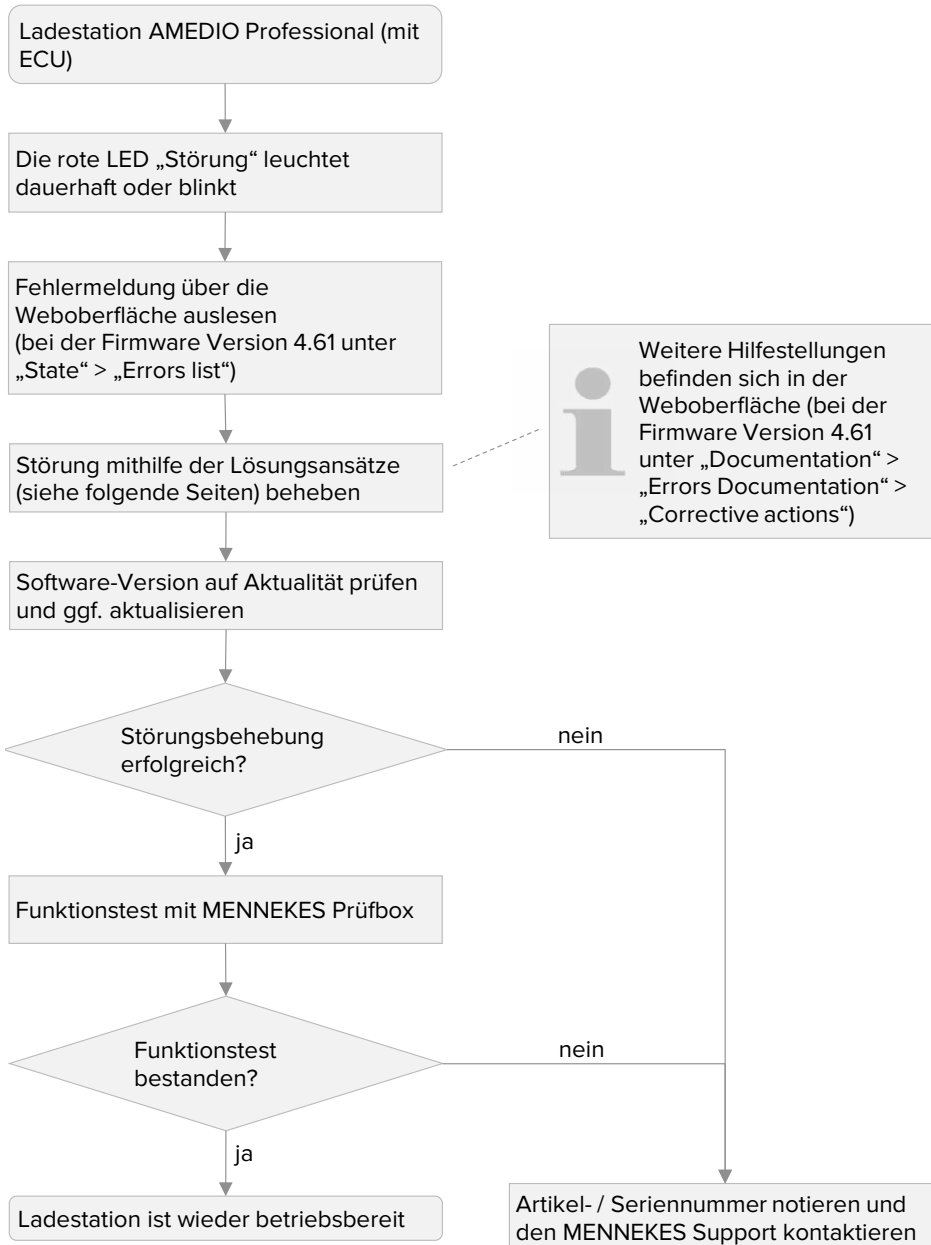 Ladestation AMEDIO Professional (mit
ECU)
Die rote LED „Störung“ leuchtet
dauerhaft oder blinkt
Fehlermeldung über die
Weboberfläche auslesen
(bei der Firmware Version 4.61 unter
„State“ > „Errors list“)
Weitere Hilfestellungen
befinden sich in der
Weboberfläche (bei der
Firmware Version 4.61
unter „Documentation“ >
„Errors Documentation“ >
„Corrective actions“)
Störung mithilfe der Lösungsansätze
(siehe folgende Seiten) beheben
Software-Version auf Aktualität prüfen
und ggf. aktualisieren
Störungsbehebung
erfolgreich?
nein
ja
Funktionstest mit MENNEKES Prüfbox
Funktionstest
bestanden?
nein
ja
Ladestation ist wieder betriebsbereit
Artikel- / Seriennummer notieren und
den MENNEKES Support kontaktieren